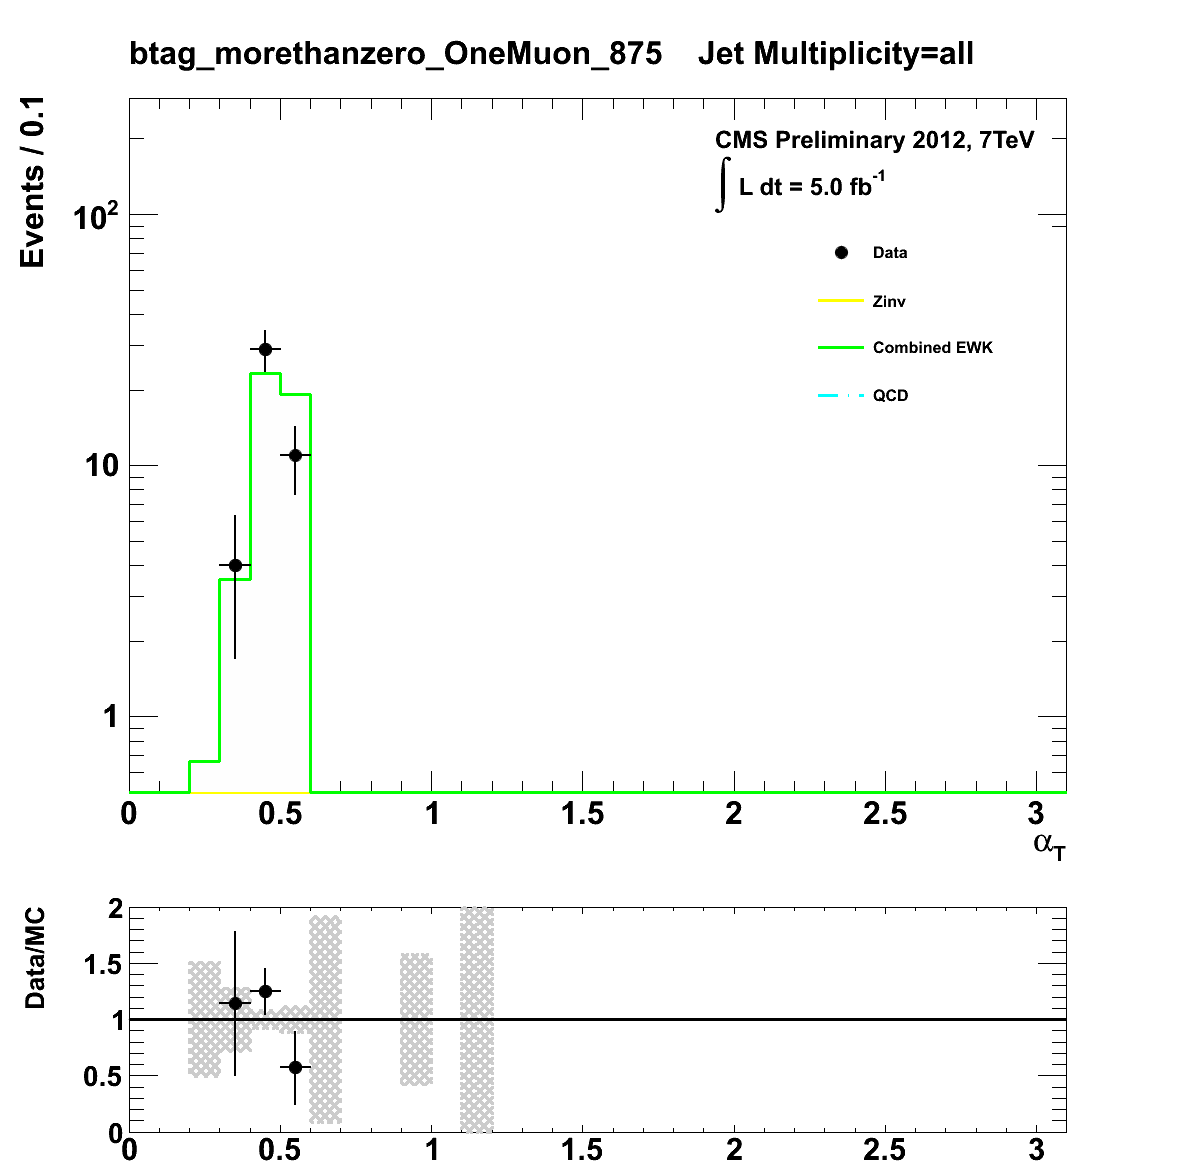 btag_morethanzero_OneMuon_875 Jet Multiplicity=all
Events / 0.1
CMS Preliminary 2012, 7TeV
∫ L dt = 5.0 fb⁻¹
Data
Zinv
Combined EWK
QCD
10²
10
1
0 0.5 1 1.5 2 2.5 3
αT
Data/MC
2
1.5
1
0.5
0
0 0.5 1 1.5 2 2.5 3